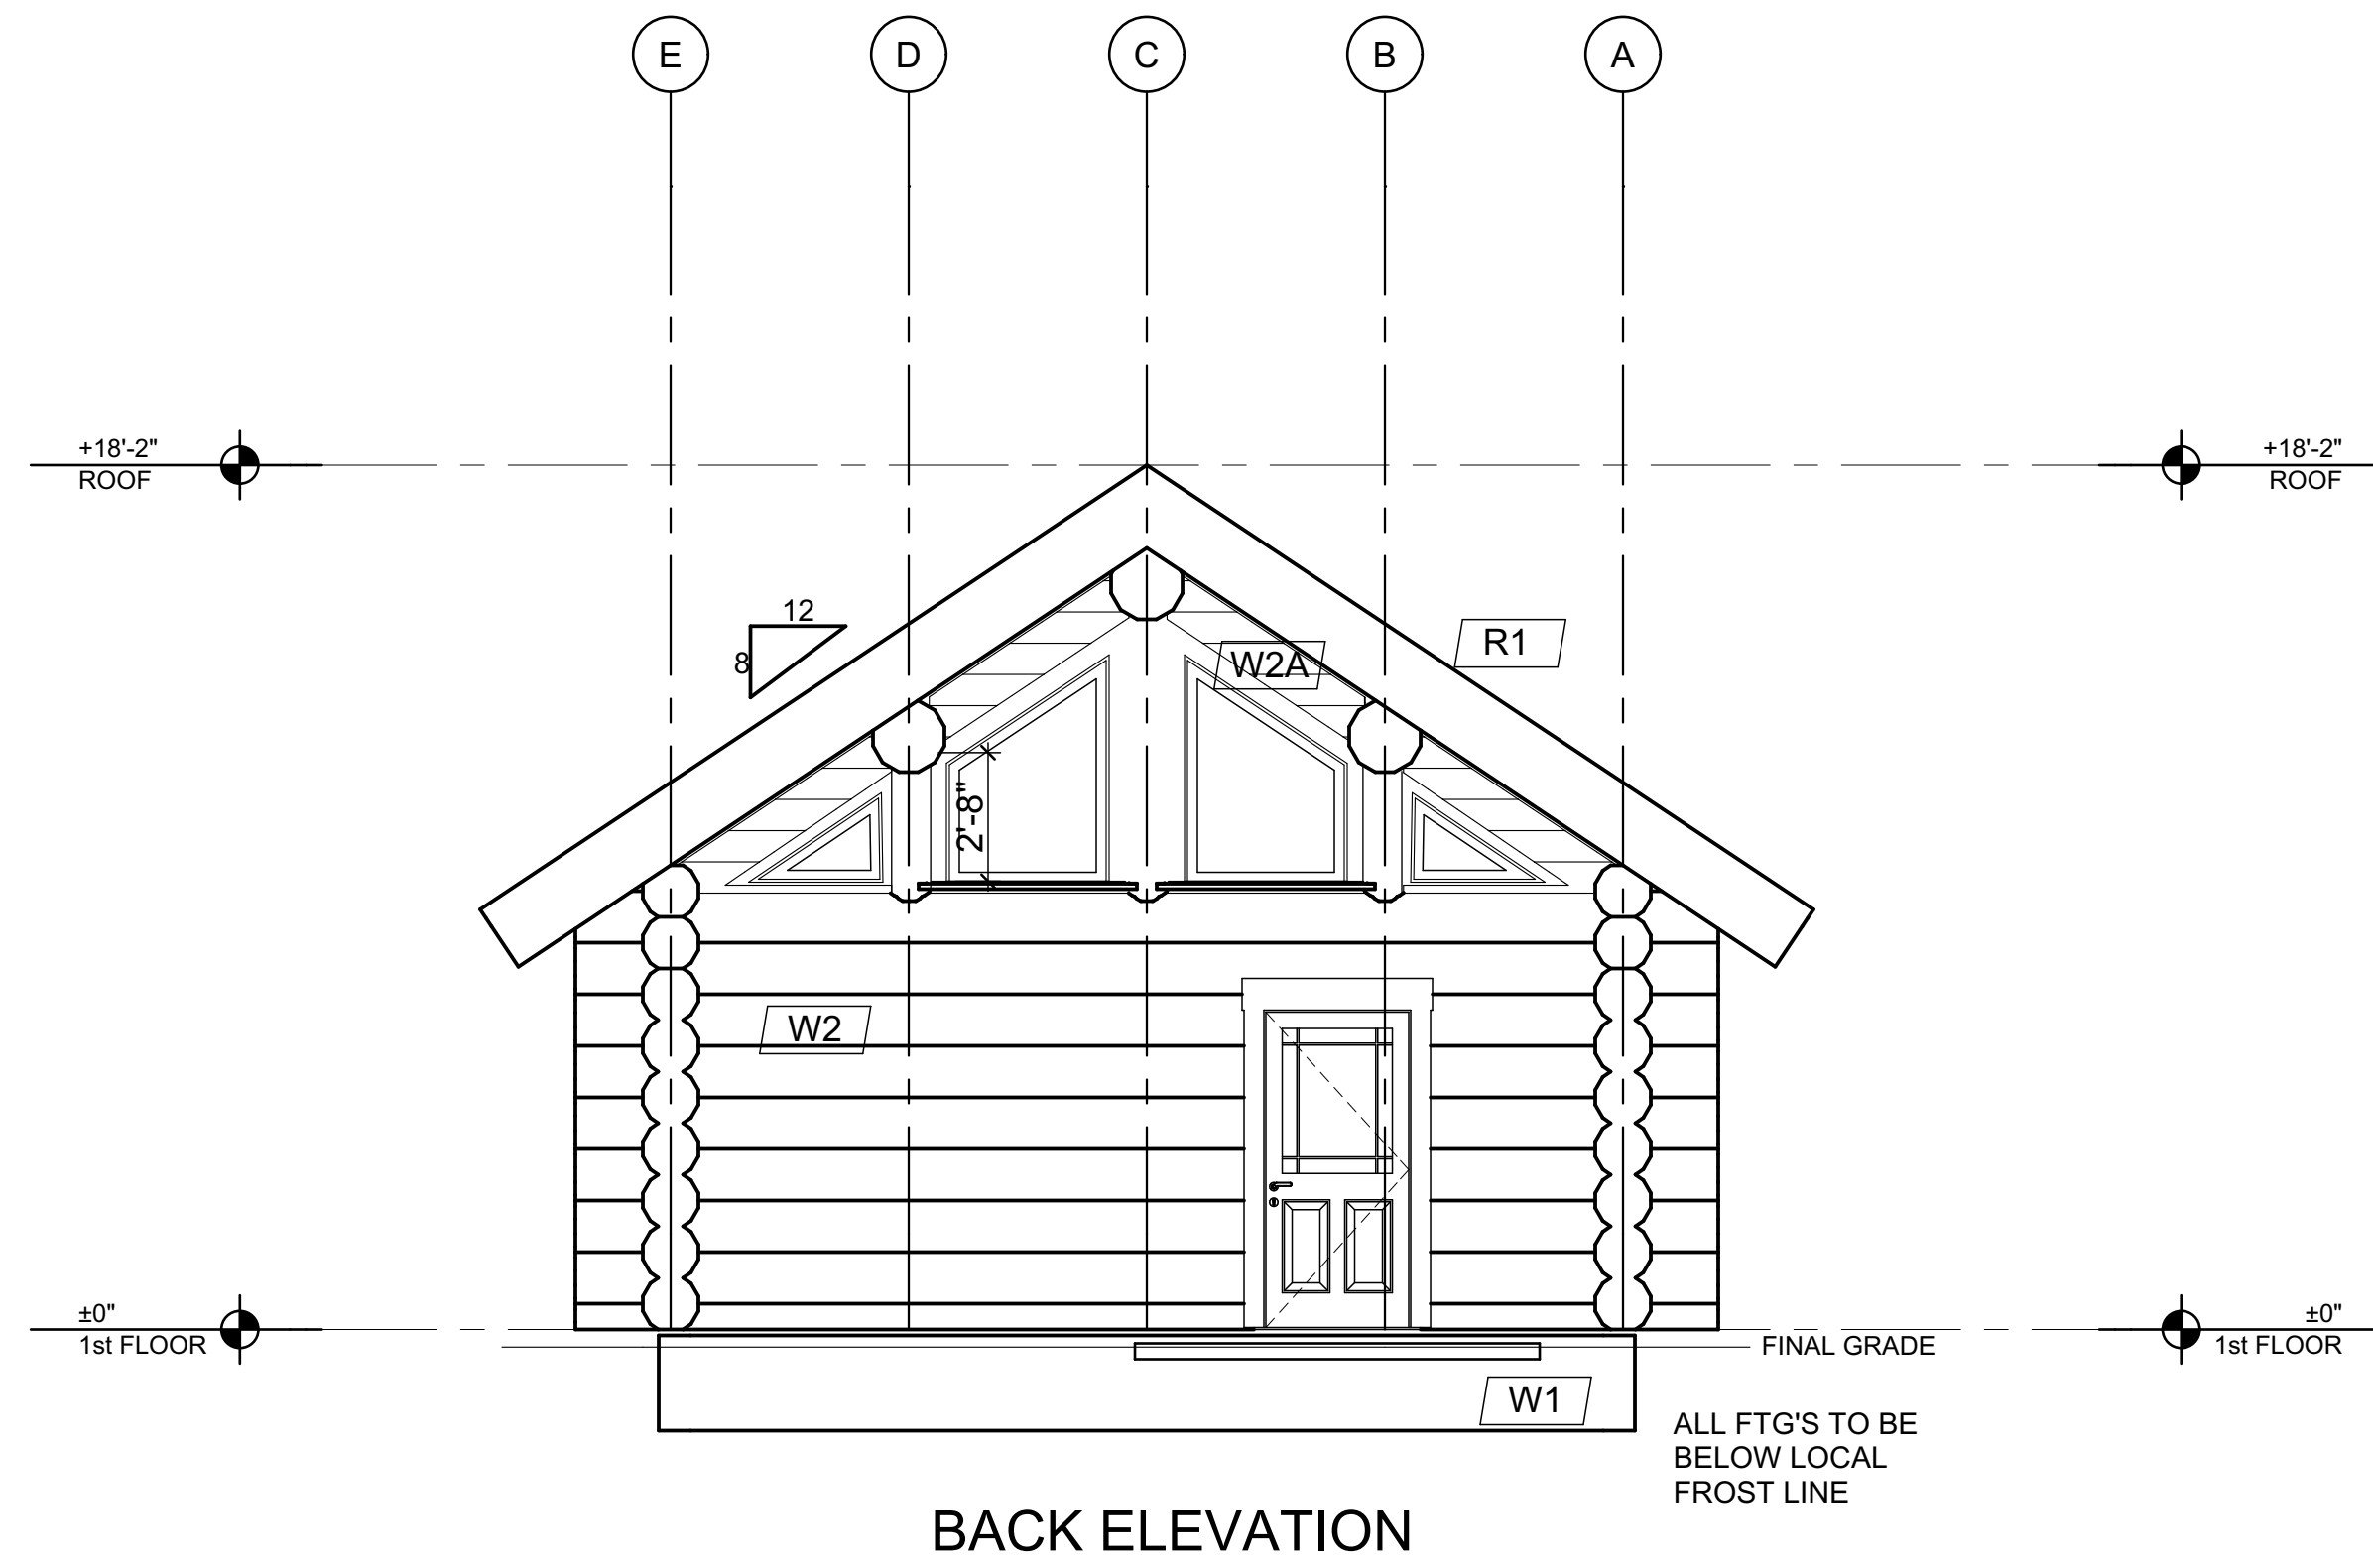 E D C B A
+18'-2"
ROOF
+18'-2"
ROOF
12
8
R1
W2A
2'-8"
W2
±0"
1st FLOOR
±0"
1st FLOOR
FINAL GRADE
W1
ALL FTG'S TO BE
BELOW LOCAL
FROST LINE
BACK ELEVATION